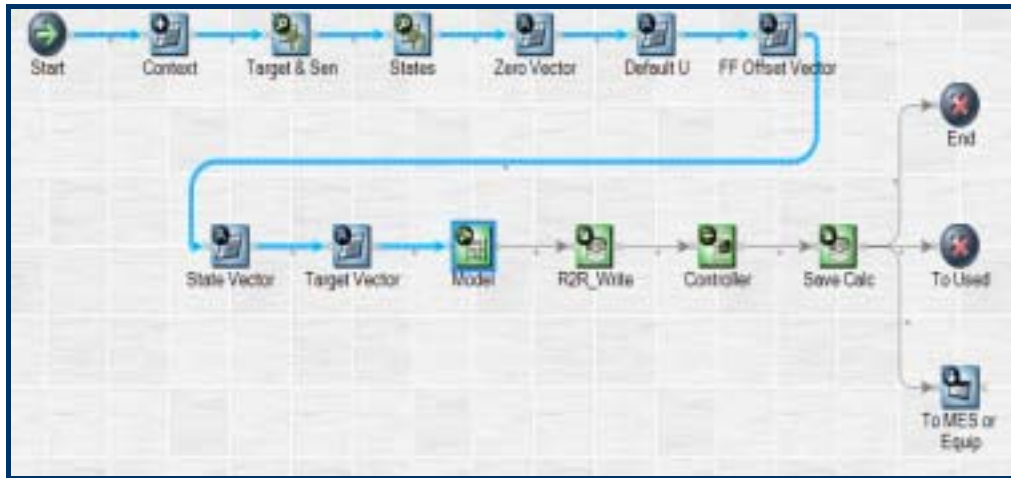 Start
Context
Target & Sen
States
Zero Vector
Default U
FF Offset Vector
End
State Vector
Target Vector
Model
R2R_Write
Controller
Save Calc
To Used
To MES or
Equip